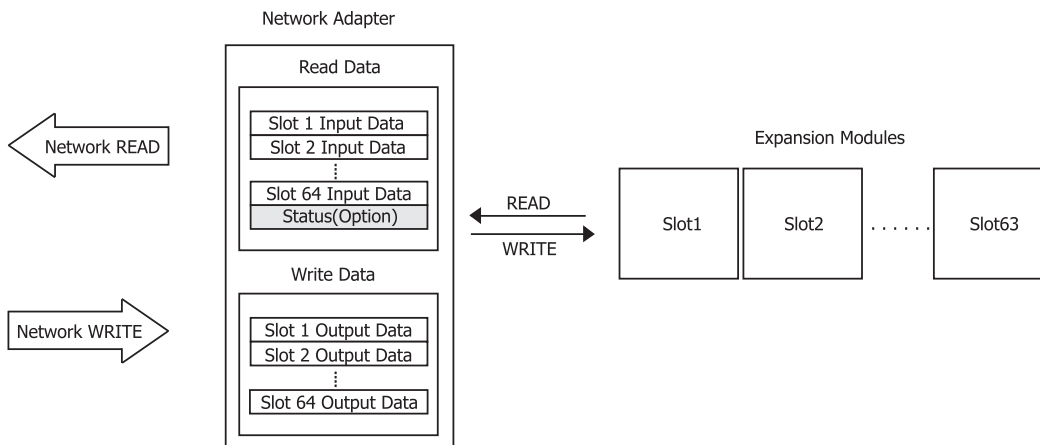 Network Adapter
Read Data
Slot 1 Input Data
Slot 2 Input Data
Slot 64 Input Data
Status(Option)
Network READ
Write Data
Slot 1 Output Data
Slot 2 Output Data
Slot 64 Output Data
Network WRITE
READ
WRITE
Expansion Modules
Slot1
Slot2
. . . . . .
Slot63